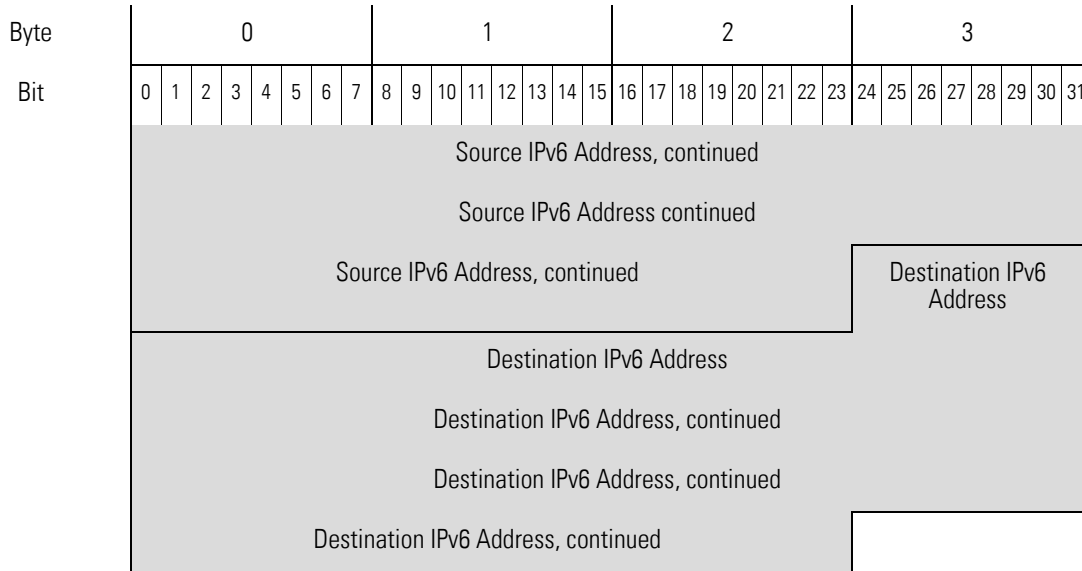 Byte 0 1 2 3
Bit 0 1 2 3 4 5 6 7 8 9 10 11 12 13 14 15 16 17 18 19 20 21 22 23 24 25 26 27 28 29 30 31
Source IPv6 Address, continued
Source IPv6 Address continued
Source IPv6 Address, continued
Destination IPv6
Address
Destination IPv6 Address
Destination IPv6 Address, continued
Destination IPv6 Address, continued
Destination IPv6 Address, continued